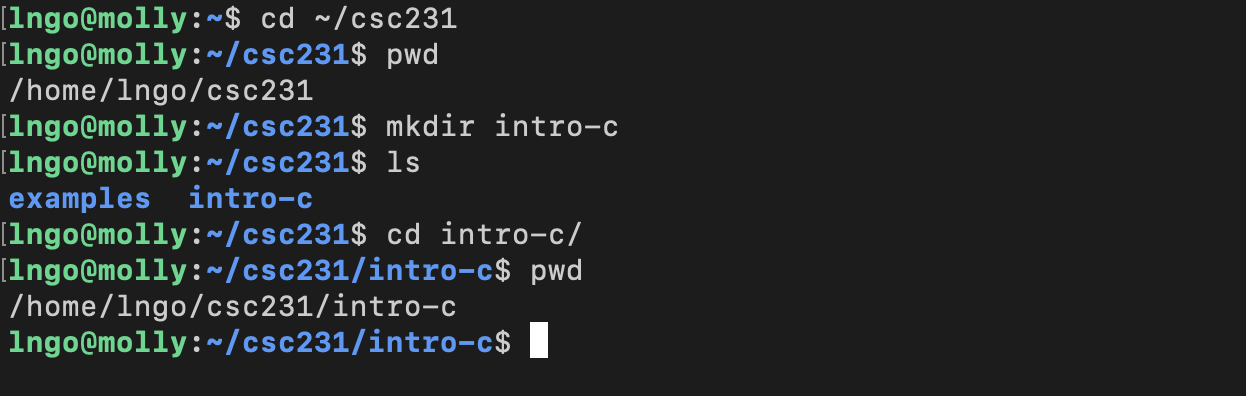 [lngo@molly:~$ cd ~/csc231
[lngo@molly:~/csc231$ pwd
/home/lngo/csc231
[lngo@molly:~/csc231$ mkdir intro-c
[lngo@molly:~/csc231$ ls
examples  intro-c
[lngo@molly:~/csc231$ cd intro-c/
[lngo@molly:~/csc231/intro-c$ pwd
/home/lngo/csc231/intro-c
lngo@molly:~/csc231/intro-c$